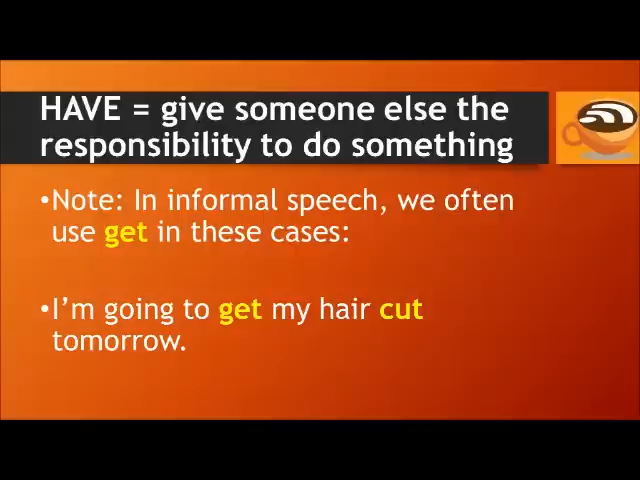 HAVE = give someone else the
responsibility to do something
•Note: In informal speech, we often
use get in these cases:
•I'm going to get my hair cut
tomorrow.